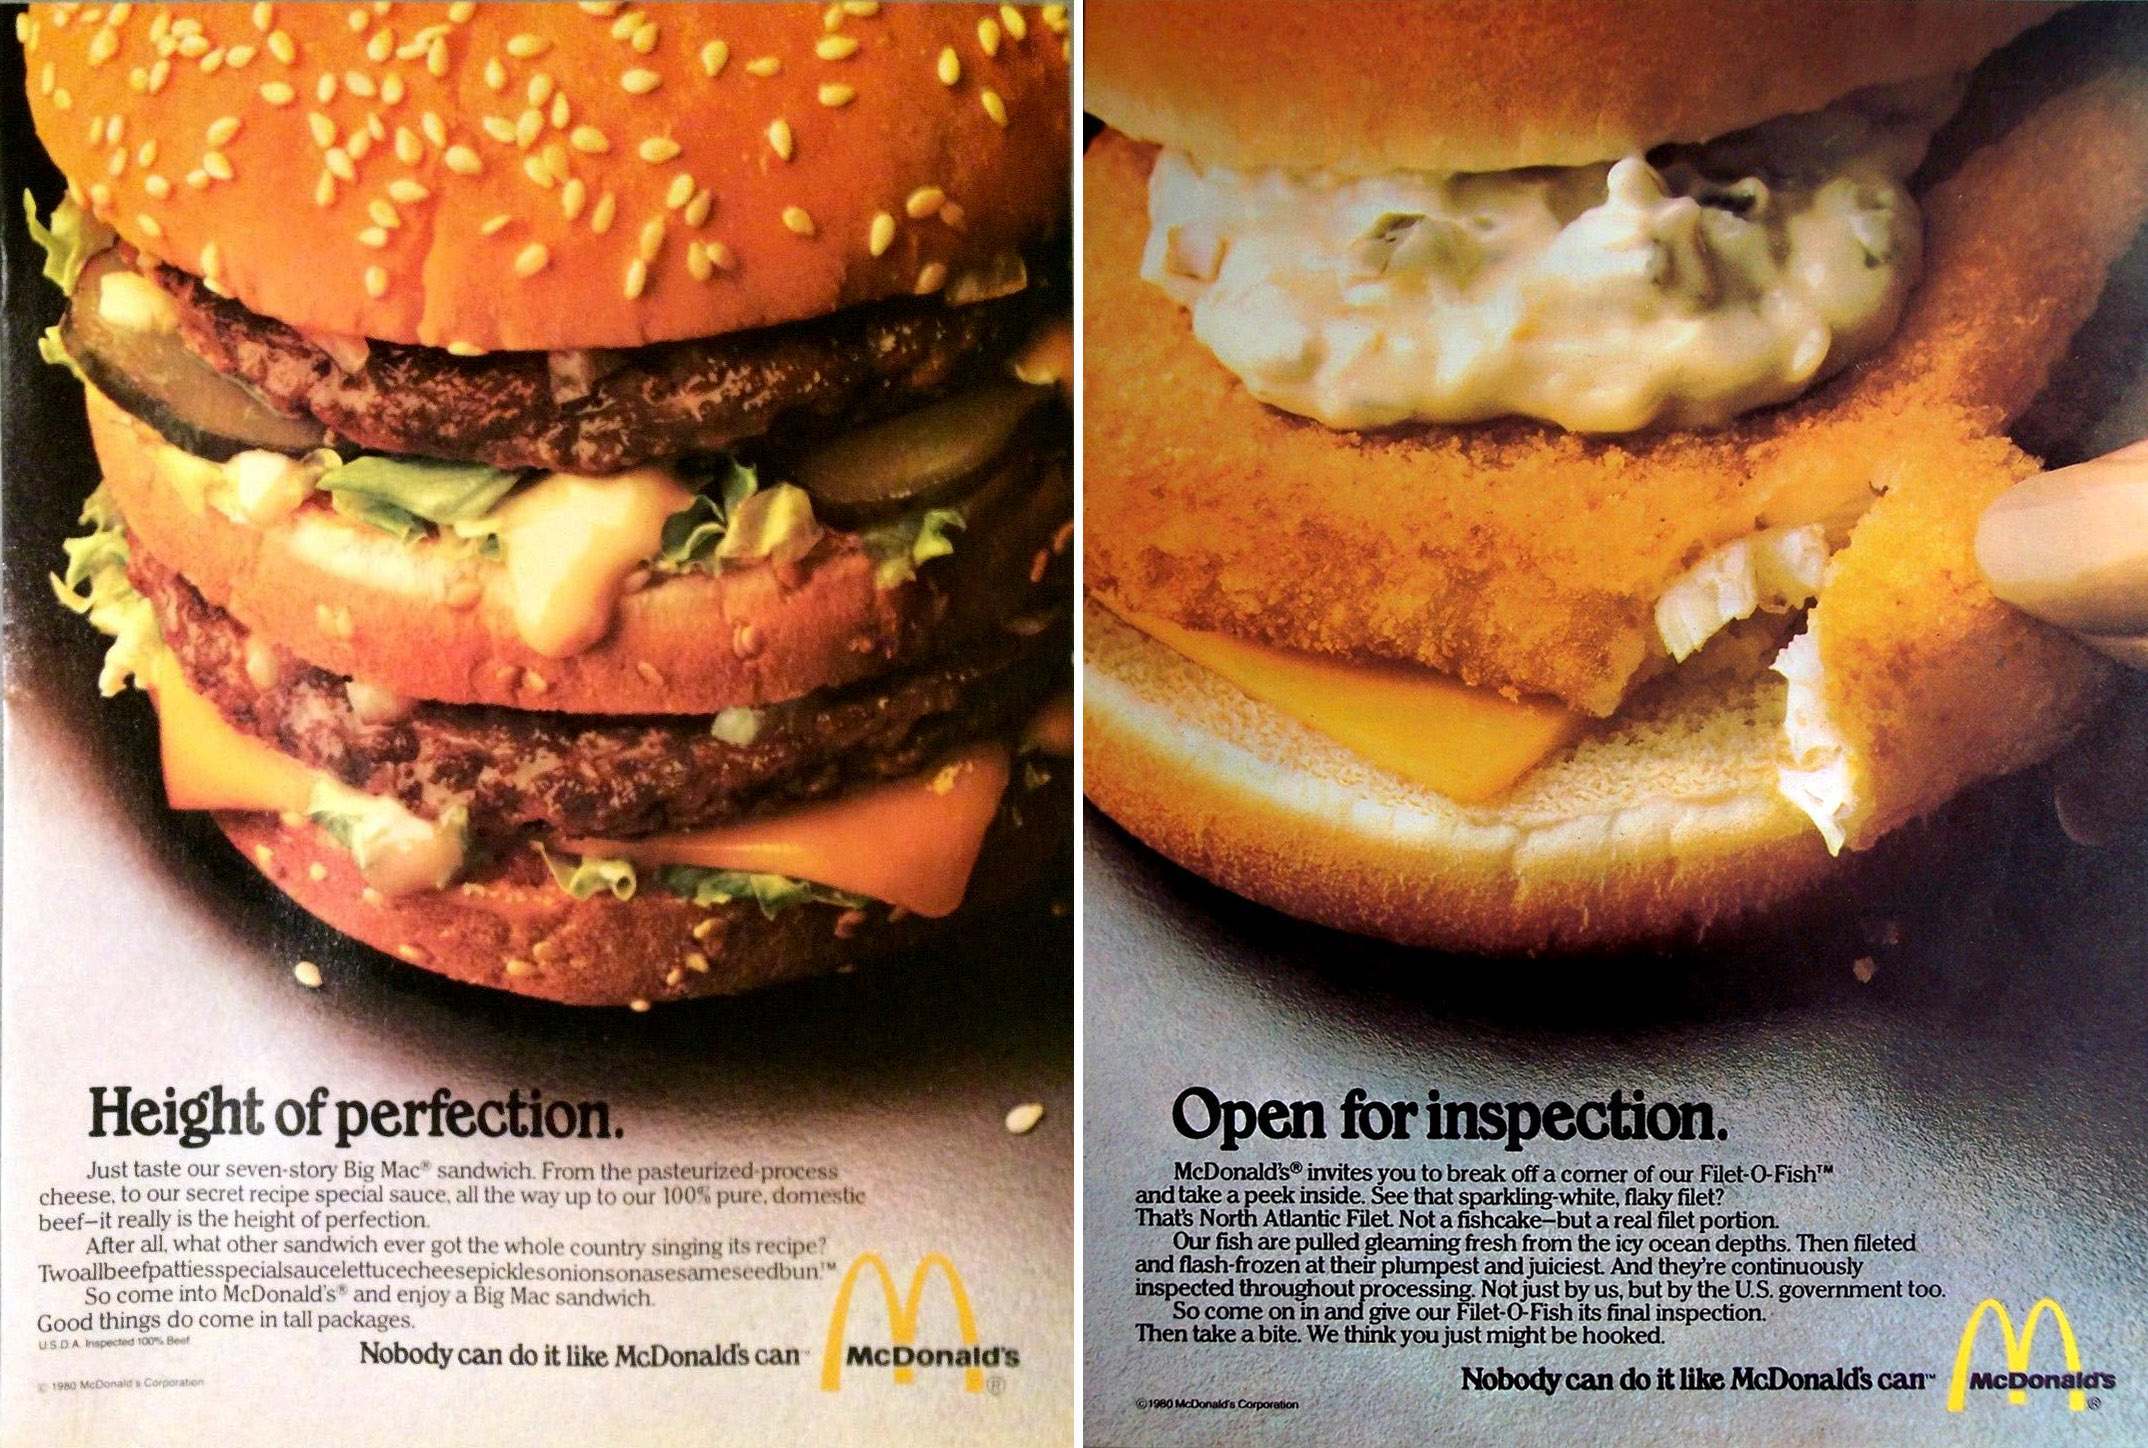 Height of perfection.
Just taste our seven-story Big Mac® sandwich. From the pasteurized-process
cheese, to our secret recipe special sauce, all the way up to our 100% pure, domestic
beef—it really is the height of perfection.
After all, what other sandwich ever got the whole country singing its recipe?
Twoallbeefpattiesspecialsaucelettucecheesepicklesonionsonasesameseedbun.™
So come into McDonald's® and enjoy a Big Mac sandwich.
Good things do come in tall packages.
U.S.D.A. Inspected 100% Beef
Nobody can do it like McDonald's can™
McDonald's
®
© 1980 McDonald's Corporation
Open for inspection.
McDonald's® invites you to break off a corner of our Filet-O-Fish™
and take a peek inside. See that sparkling-white, flaky filet?
That's North Atlantic Filet. Not a fishcake—but a real filet portion.
Our fish are pulled gleaming fresh from the icy ocean depths. Then fileted
and flash-frozen at their plumpest and juiciest. And they're continuously
inspected throughout processing. Not just by us, but by the U.S. government too.
So come on in and give our Filet-O-Fish its final inspection.
Then take a bite. We think you just might be hooked.
Nobody can do it like McDonald's can™
McDonald's
®
©1980 McDonald's Corporation